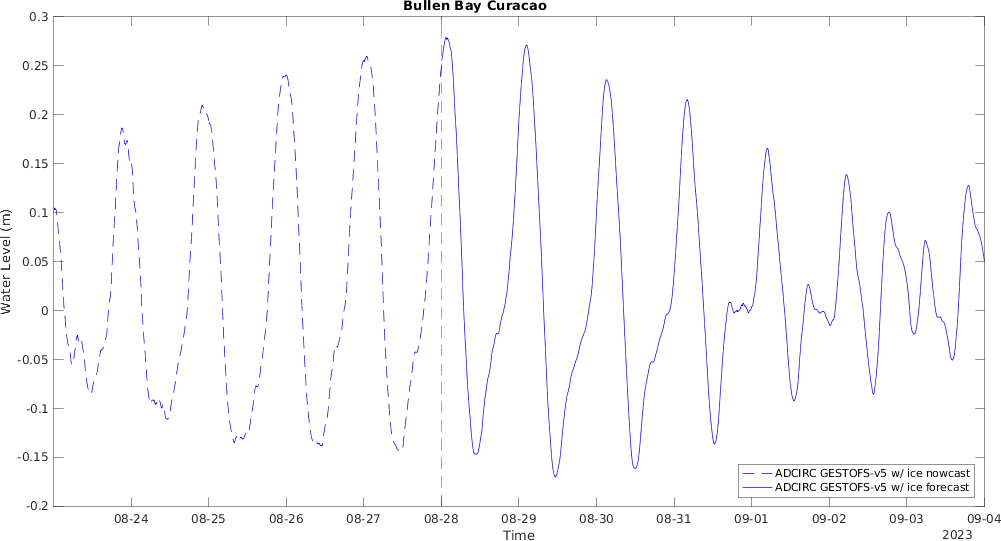 Bullen Bay Curacao
0.3
0.25
0.2
0.15
0.1
0.05
0
-0.05
-0.1
-0.15
-0.2
Water Level (m)
ADCIRC GESTOFS-v5 w/ ice nowcast
ADCIRC GESTOFS-v5 w/ ice forecast
08-24 08-25 08-26 08-27 08-28 08-29 08-30 08-31 09-01 09-02 09-03 09-04
Time
2023